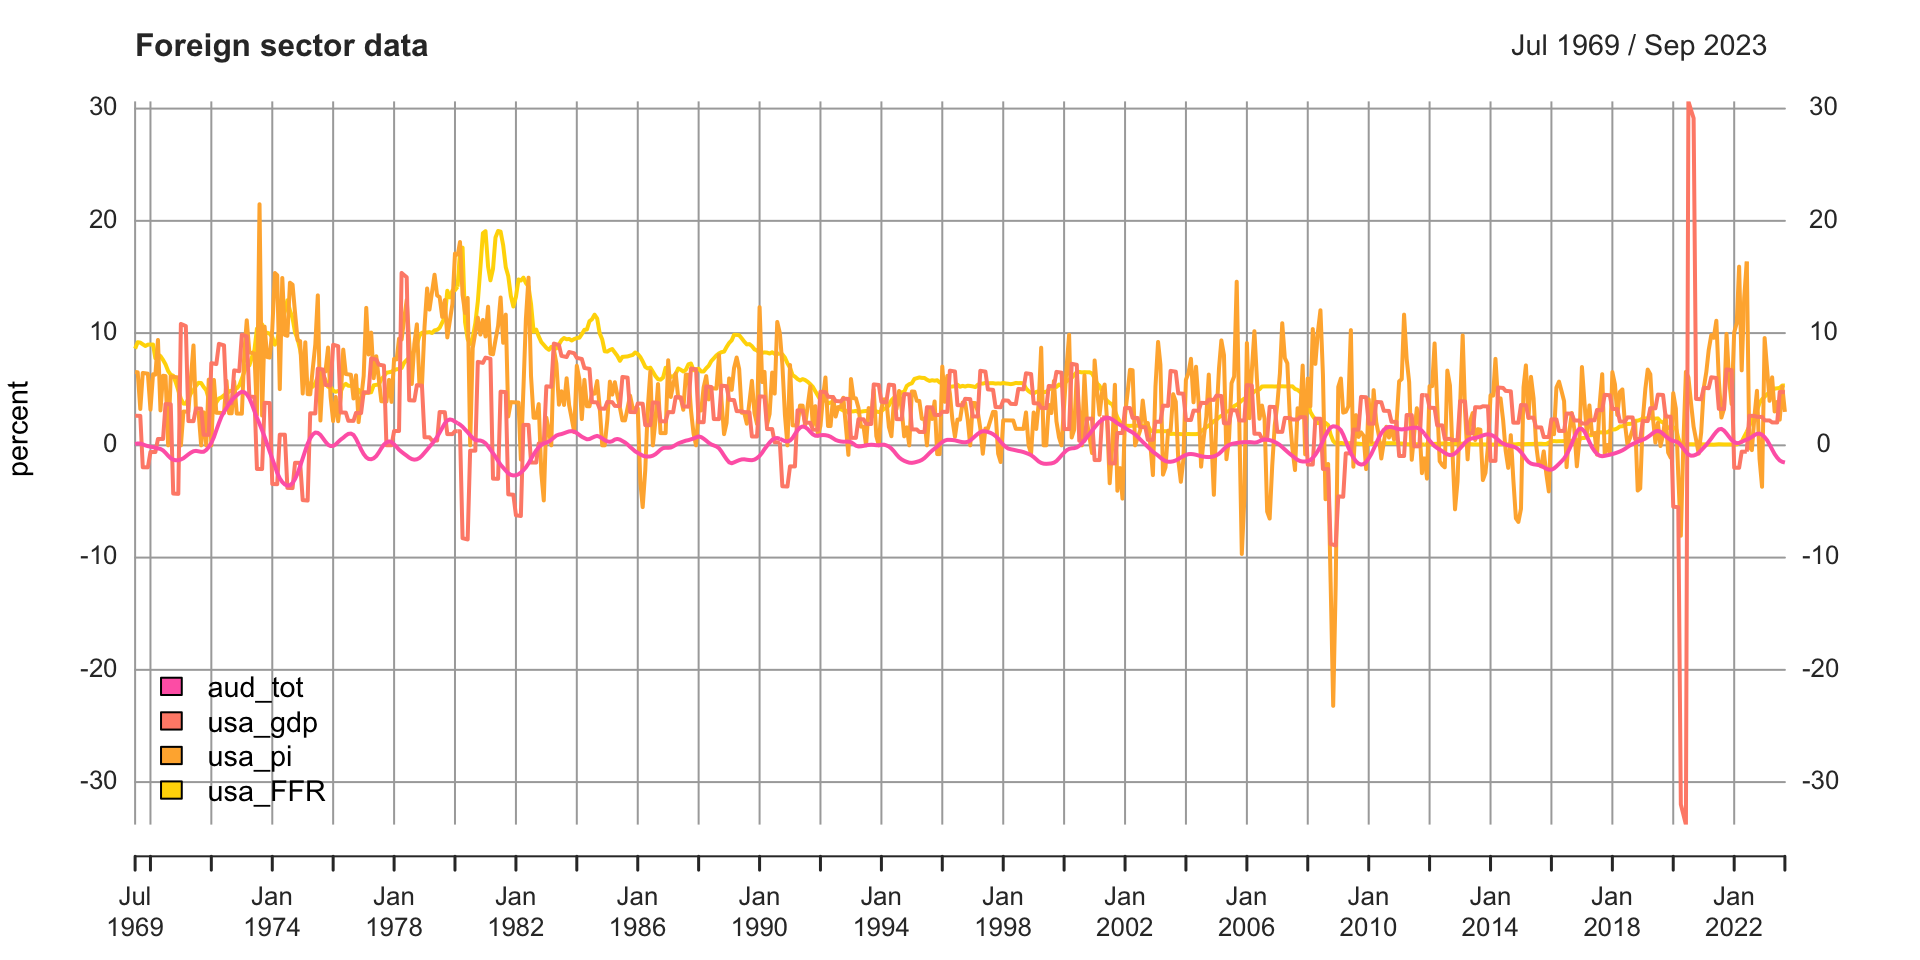 Foreign sector data
Jul 1969 / Sep 2023
percent
30
20
10
0
-10
-20
-30
30
20
10
0
-10
-20
-30
aud_tot
usa_gdp
usa_pi
usa_FFR
Jul Jan Jan Jan Jan Jan Jan Jan Jan Jan Jan Jan Jan Jan
1969 1974 1978 1982 1986 1990 1994 1998 2002 2006 2010 2014 2018 2022